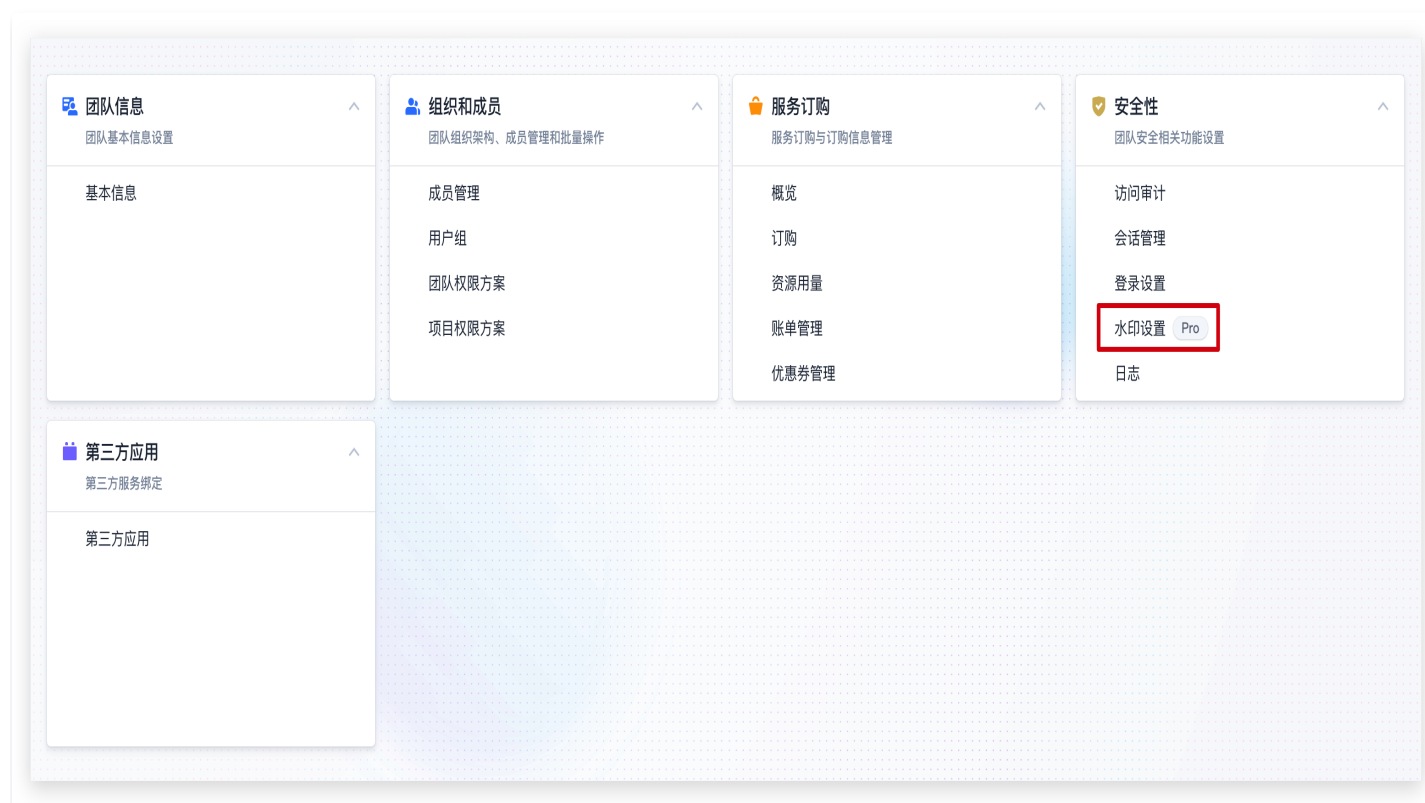 团队信息
团队基本信息设置
基本信息
组织和成员
团队组织架构、成员管理和批量操作
成员管理
用户组
团队权限方案
项目权限方案
服务订购
服务订购与订购信息管理
概览
订购
资源用量
账单管理
优惠券管理
安全性
团队安全相关功能设置
访问审计
会话管理
登录设置
水印设置 Pro
日志
第三方应用
第三方服务绑定
第三方应用